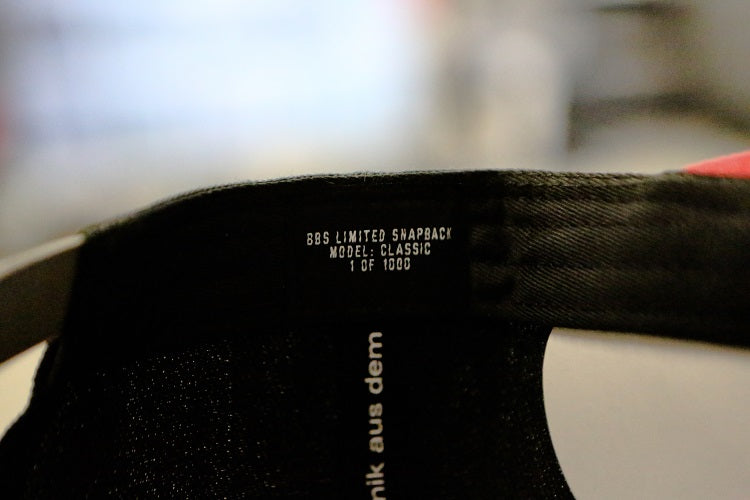 BBS LIMITED SNAPBACK
MODEL: CLASSIC
1 OF 1000
nik aus dem